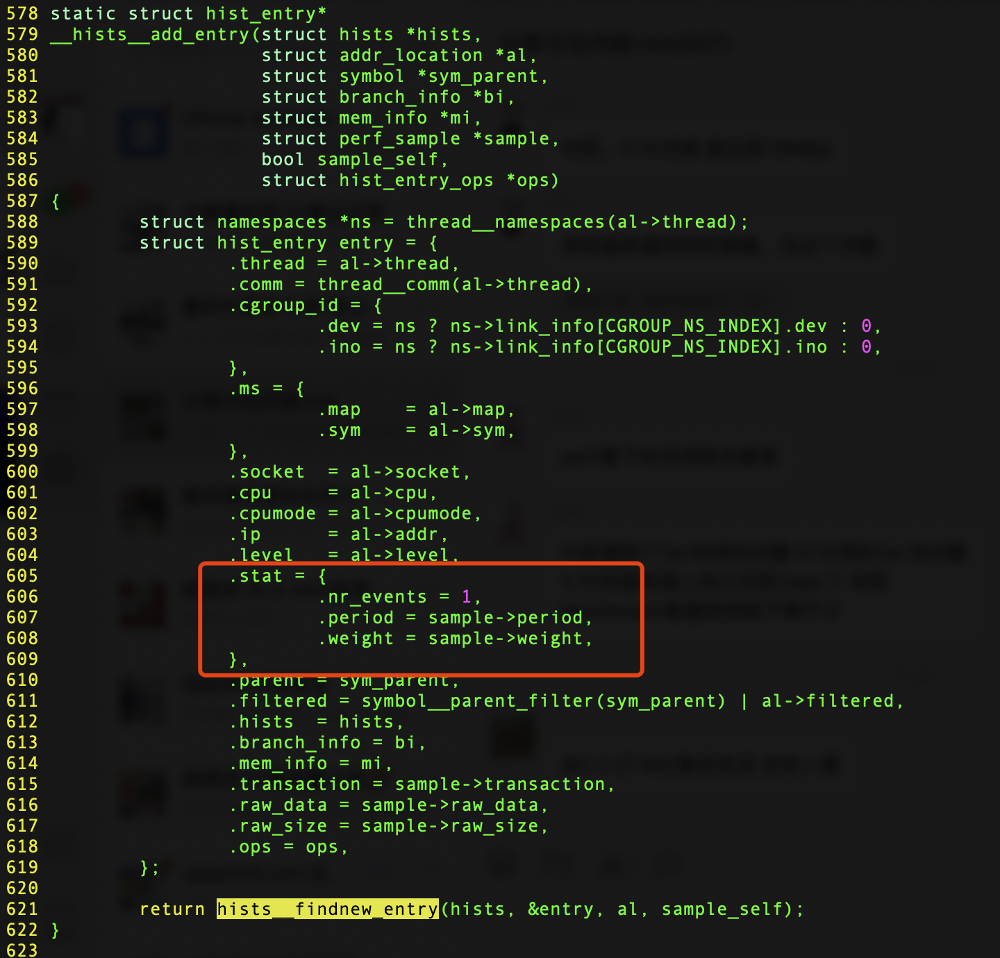 578 static struct hist_entry*
579 __hists__add_entry(struct hists *hists,
580                    struct addr_location *al,
581                    struct symbol *sym_parent,
582                    struct branch_info *bi,
583                    struct mem_info *mi,
584                    struct perf_sample *sample,
585                    bool sample_self,
586                    struct hist_entry_ops *ops)
587 {
588         struct namespaces *ns = thread__namespaces(al->thread);
589         struct hist_entry entry = {
590                 .thread = al->thread,
591                 .comm = thread__comm(al->thread),
592                 .cgroup_id = {
593                         .dev = ns ? ns->link_info[CGROUP_NS_INDEX].dev : 0,
594                         .ino = ns ? ns->link_info[CGROUP_NS_INDEX].ino : 0,
595                 },
596                 .ms = {
597                         .map    = al->map,
598                         .sym    = al->sym,
599                 },
600                 .socket  = al->socket,
601                 .cpu     = al->cpu,
602                 .cpumode = al->cpumode,
603                 .ip      = al->addr,
604                 .level   = al->level,
605                 .stat = {
606                         .nr_events = 1,
607                         .period = sample->period,
608                         .weight = sample->weight,
609                 },
610                 .parent = sym_parent,
611                 .filtered = symbol__parent_filter(sym_parent) | al->filtered,
612                 .hists  = hists,
613                 .branch_info = bi,
614                 .mem_info = mi,
615                 .transaction = sample->transaction,
616                 .raw_data = sample->raw_data,
617                 .raw_size = sample->raw_size,
618                 .ops = ops,
619         };
620
621         return hists__findnew_entry(hists, &entry, al, sample_self);
622 }
623